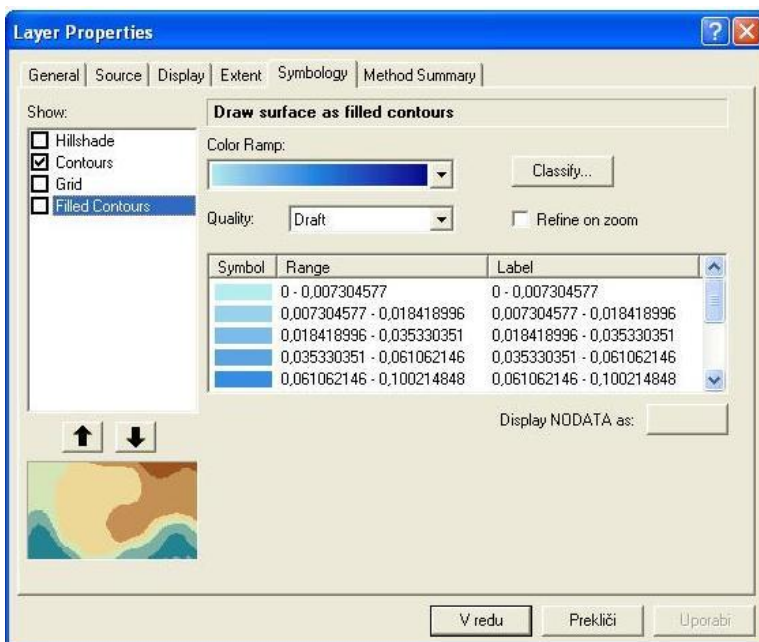 Layer Properties
General
Source
Display
Extent
Symbology
Method Summary
Show:
Hillshade
Contours
Grid
Filled Contours
Draw surface as filled contours
Color Ramp:
Classify...
Quality:
Draft
Refine on zoom
Symbol Range Label
0 - 0,007304577 0 - 0,007304577
0,007304577 - 0,018418996 0,007304577 - 0,018418996
0,018418996 - 0,035330351 0,018418996 - 0,035330351
0,035330351 - 0,061062146 0,035330351 - 0,061062146
0,061062146 - 0,100214848 0,061062146 - 0,100214848
Display NODATA as:
V redu
Prekliči
Uporabi